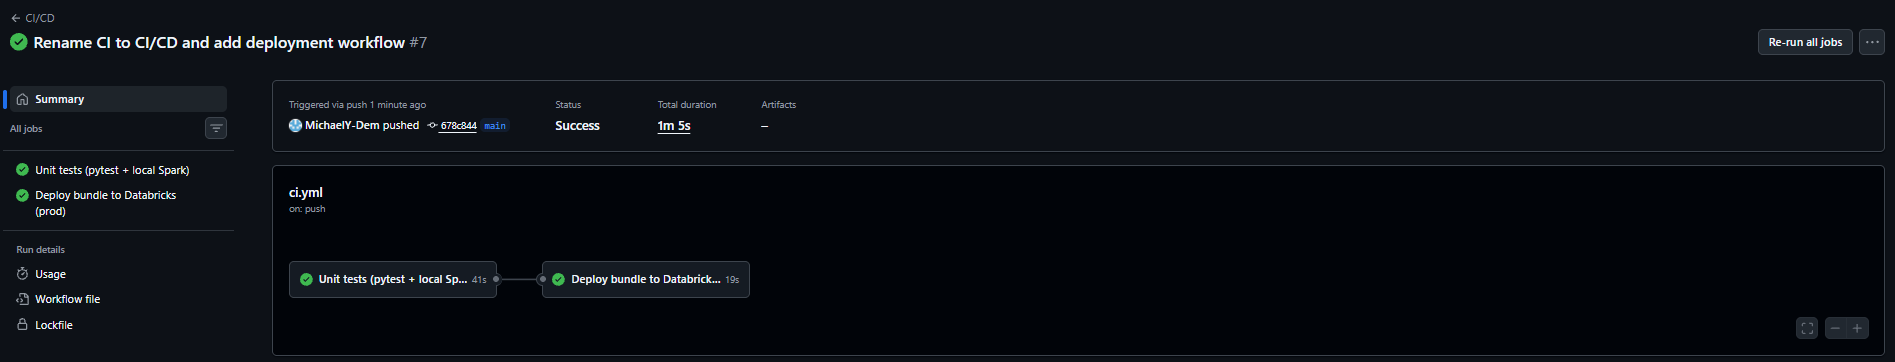 CI/CD
Rename CI to CI/CD and add deployment workflow #7
Re-run all jobs
Summary
All jobs
Unit tests (pytest + local Spark)
Deploy bundle to Databricks
(prod)
Run details
Usage
Workflow file
Lockfile
Triggered via push 1 minute ago
MichaelY-Dem pushed 678c844 main
Status
Success
Total duration
1m 5s
Artifacts
–
ci.yml
on: push
Unit tests (pytest + local Sp... 41s
Deploy bundle to Databrick... 19s